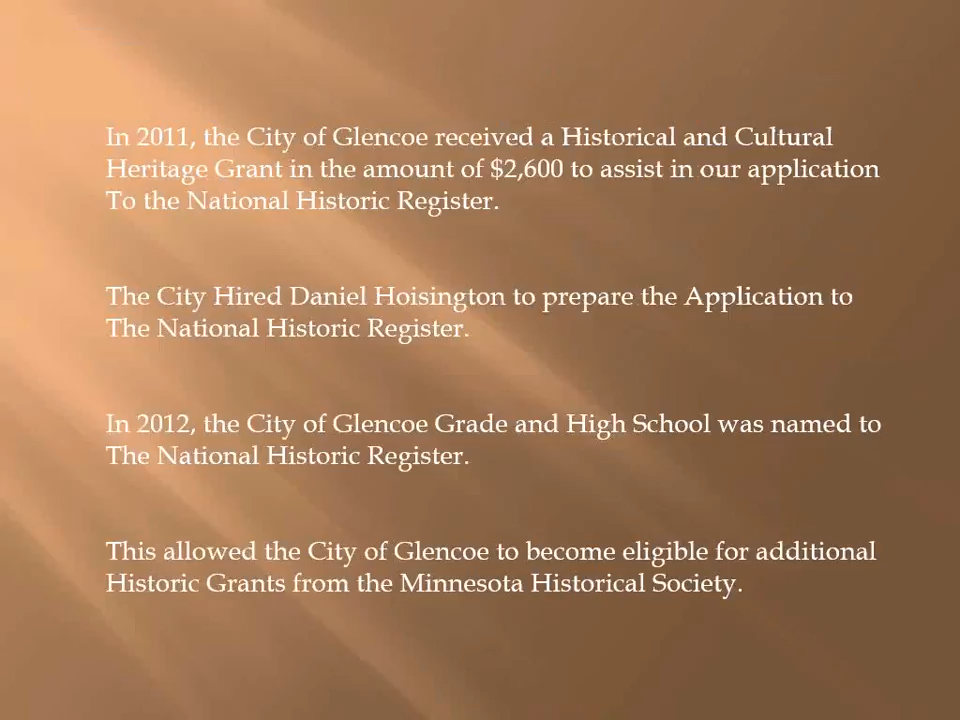 In 2011, the City of Glencoe received a Historical and Cultural
Heritage Grant in the amount of $2,600 to assist in our application
To the National Historic Register.
The City Hired Daniel Hoisington to prepare the Application to
The National Historic Register.
In 2012, the City of Glencoe Grade and High School was named to
The National Historic Register.
This allowed the City of Glencoe to become eligible for additional
Historic Grants from the Minnesota Historical Society.